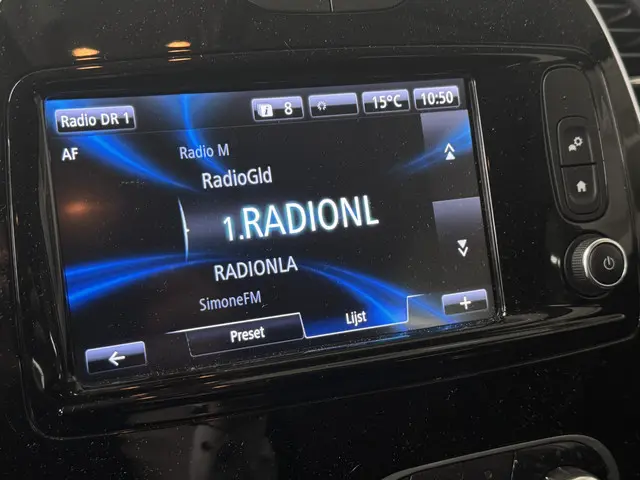 Radio DR 1
8
15°C
10:50
AF
Radio M
RadioGld
1.RADIONL
RADIONLA
SimoneFM
Preset
Lijst